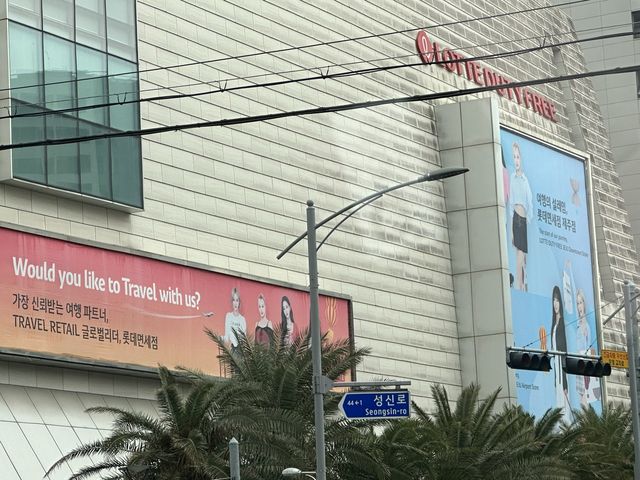 LOTTE DUTY FREE
여행의 설레임,
롯데면세점 제주점
Would you like to Travel with us?
가장 신뢰받는 여행 파트너,
TRAVEL RETAIL 글로벌리더, 롯데면세점
44←1 성신로
Seongsin-ro